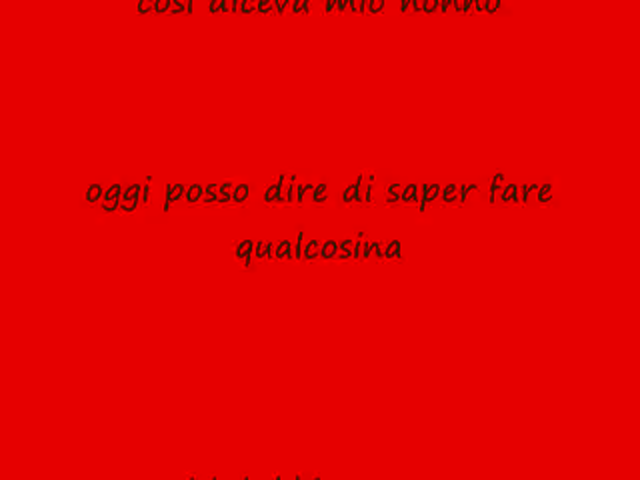 così diceva mio nonno
oggi posso dire di saper fare
qualcosina